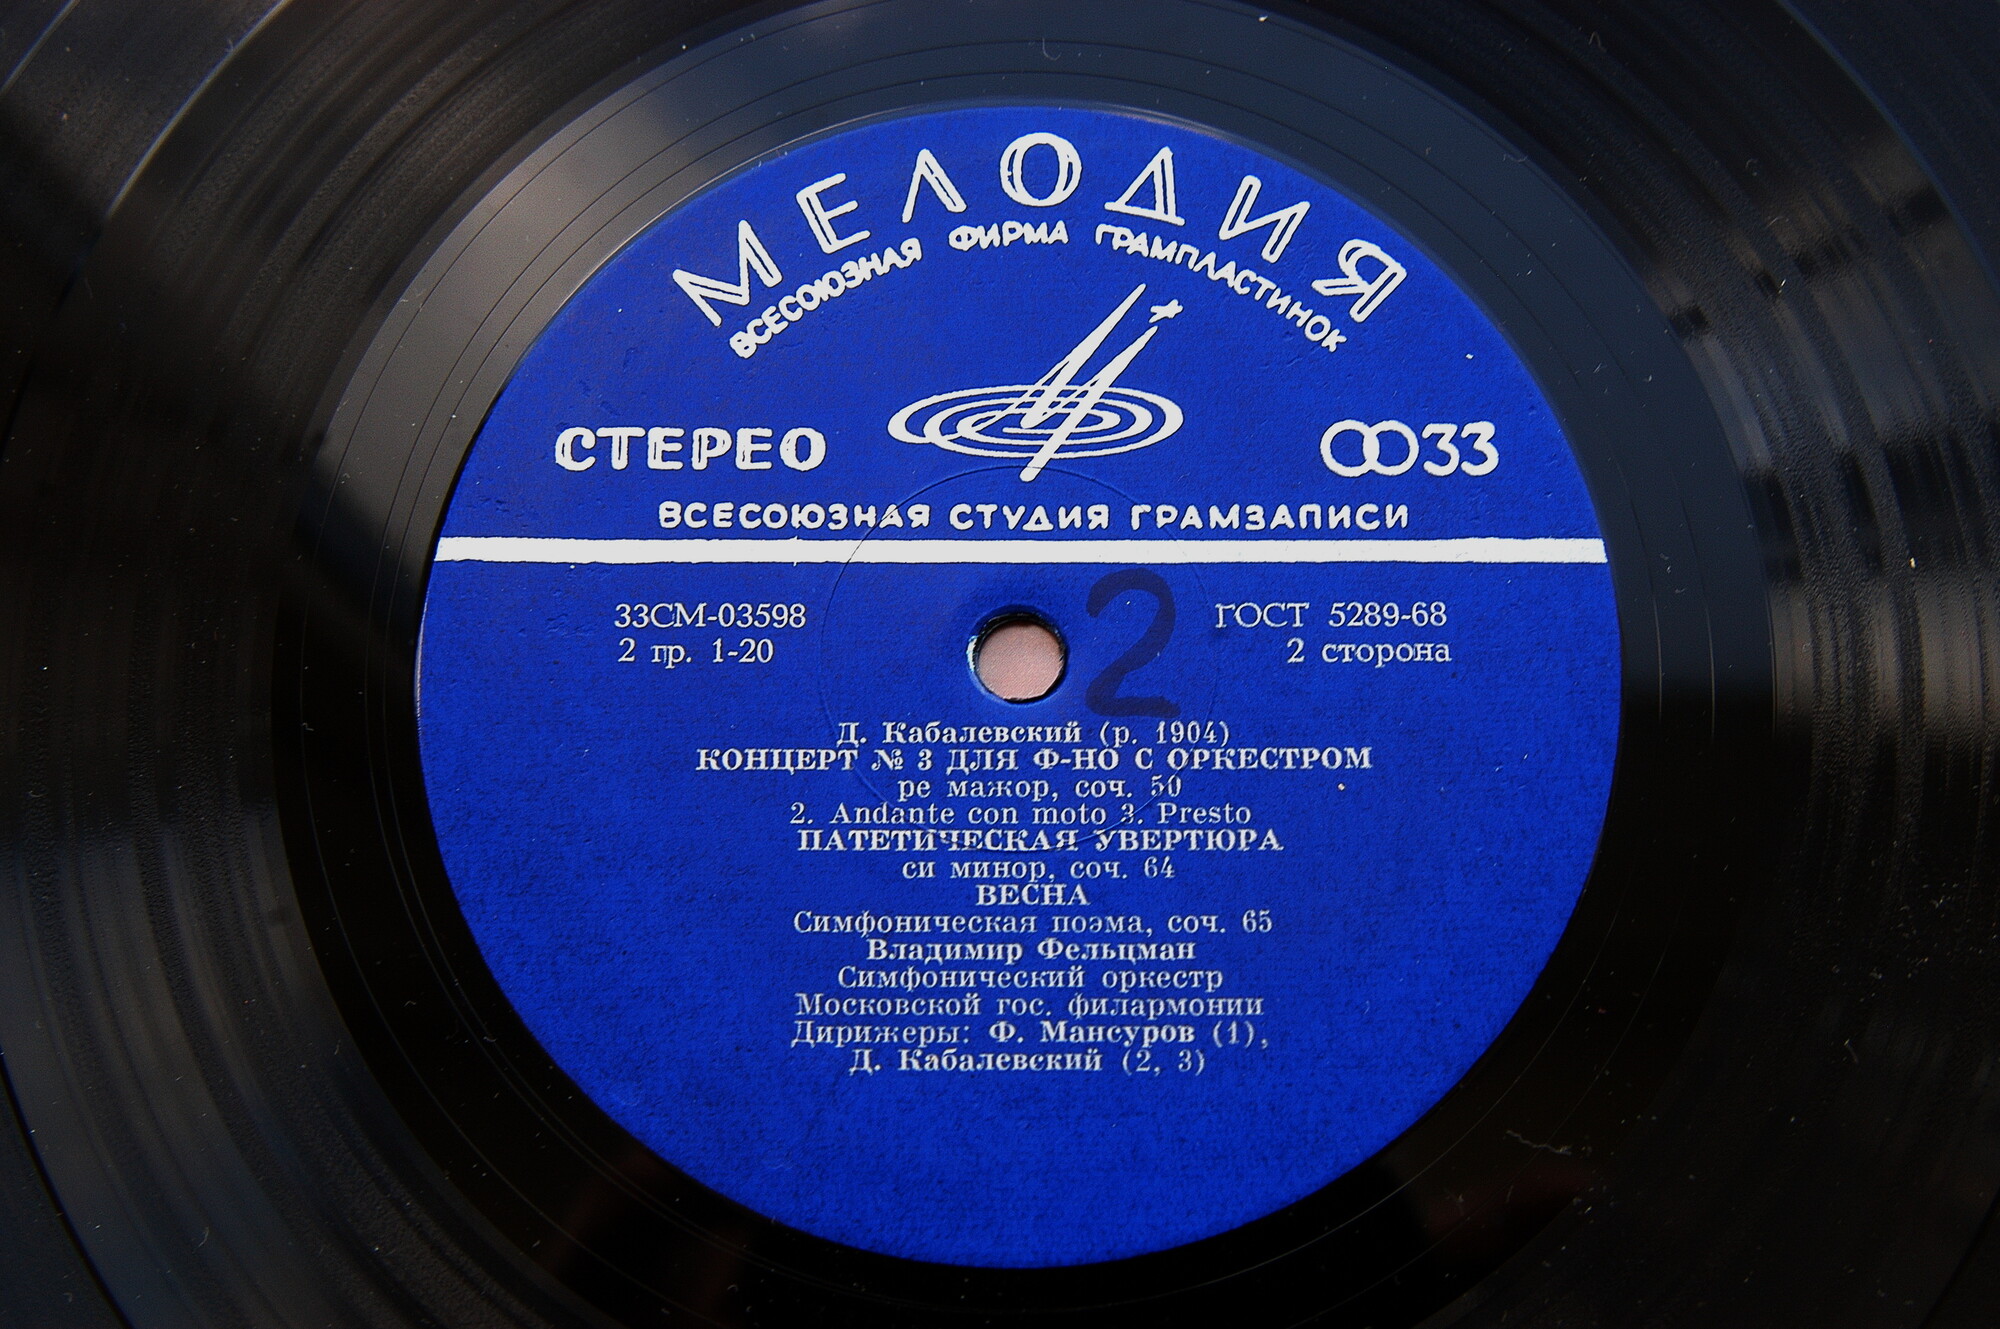 МЕЛОДИЯ
ВСЕСОЮЗНАЯ ФИРМА ГРАМПЛАСТИНОК
СТЕРЕО
33
ВСЕСОЮЗНАЯ СТУДИЯ ГРАМЗАПИСИ
33СМ-03598
ГОСТ 5289-68
2 гр. 1-20
2 сторона
2
Д. Кабалевский (р. 1904)
КОНЦЕРТ № 3 ДЛЯ Ф-НО С ОРКЕСТРОМ
ре мажор, соч. 50
2. Andante con moto 3. Presto
ПАТЕТИЧЕСКАЯ УВЕРТЮРА
си минор, соч. 64
ВЕСНА
Симфоническая поэма, соч. 65
Владимир Фельцман
Симфонический оркестр
Московской гос. филармонии
Дирижеры: Ф. Мансуров (1),
Д. Кабалевский (2, 3)